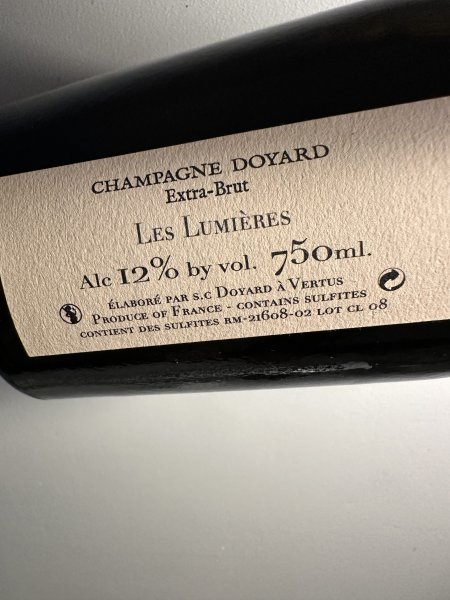 CHAMPAGNE DOYARD
Extra-Brut
LES LUMIÈRES
Alc 12% by vol. 750ml.
ÉLABORÉ PAR S.C DOYARD À VERTUS
PRODUCE OF FRANCE - CONTAINS SULFITES
CONTIENT DES SULFITES RM-21608-02 LOT CL 08